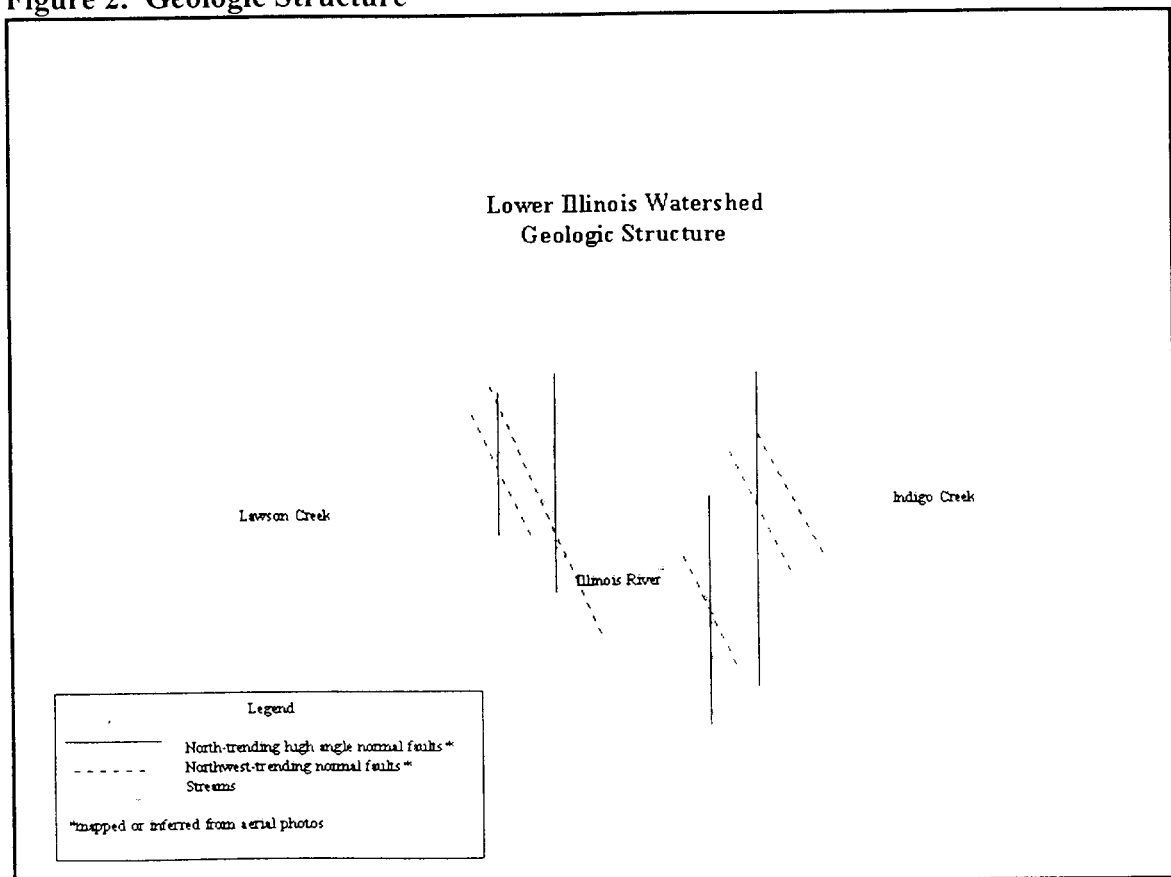 Figure 2. Geologic Structure
Lower Illinois Watershed
Geologic Structure
Lawson Creek
Indigo Creek
Illinois River
Legend
North-trending high angle normal faults *
Northwest-trending normal faults *
Streams
*mapped or inferred from aerial photos